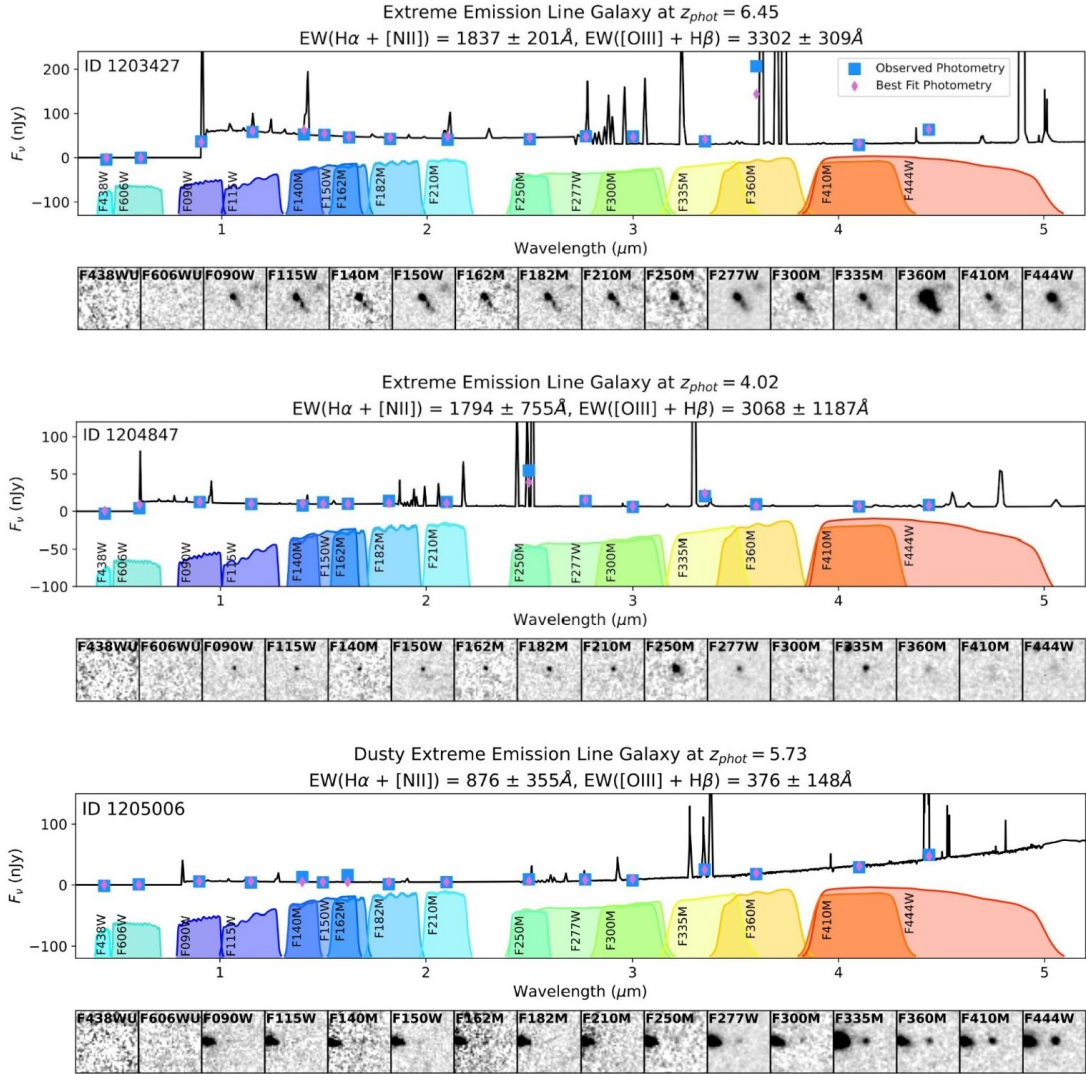 Extreme Emission Line Galaxy at z_phot = 6.45
EW(Hα + [NII]) = 1837 ± 201Å, EW([OIII] + Hβ) = 3302 ± 309Å
ID 1203427
Observed Photometry
Best Fit Photometry
200
100
0
−100
F_ν (nJy)
F438W F606W F090W F115W F140M F150W F162M F182M F210M F250M F277W F300M F335M F360M F410M F444W
1 2 3 4 5
Wavelength (μm)
F438WU F606WU F090W F115W F140M F150W F162M F182M F210M F250M F277W F300M F335M F360M F410M F444W
Extreme Emission Line Galaxy at z_phot = 4.02
EW(Hα + [NII]) = 1794 ± 755Å, EW([OIII] + Hβ) = 3068 ± 1187Å
ID 1204847
100
50
0
−50
−100
F_ν (nJy)
F438W F606W F090W F115W F140M F150W F162M F182M F210M F250M F277W F300M F335M F360M F410M F444W
1 2 3 4 5
Wavelength (μm)
F438WU F606WU F090W F115W F140M F150W F162M F182M F210M F250M F277W F300M F335M F360M F410M F444W
Dusty Extreme Emission Line Galaxy at z_phot = 5.73
EW(Hα + [NII]) = 876 ± 355Å, EW([OIII] + Hβ) = 376 ± 148Å
ID 1205006
100
0
−100
F_ν (nJy)
F438W F606W F090W F115W F140M F150W F162M F182M F210M F250M F277W F300M F335M F360M F410M F444W
1 2 3 4 5
Wavelength (μm)
F438WU F606WU F090W F115W F140M F150W F162M F182M F210M F250M F277W F300M F335M F360M F410M F444W